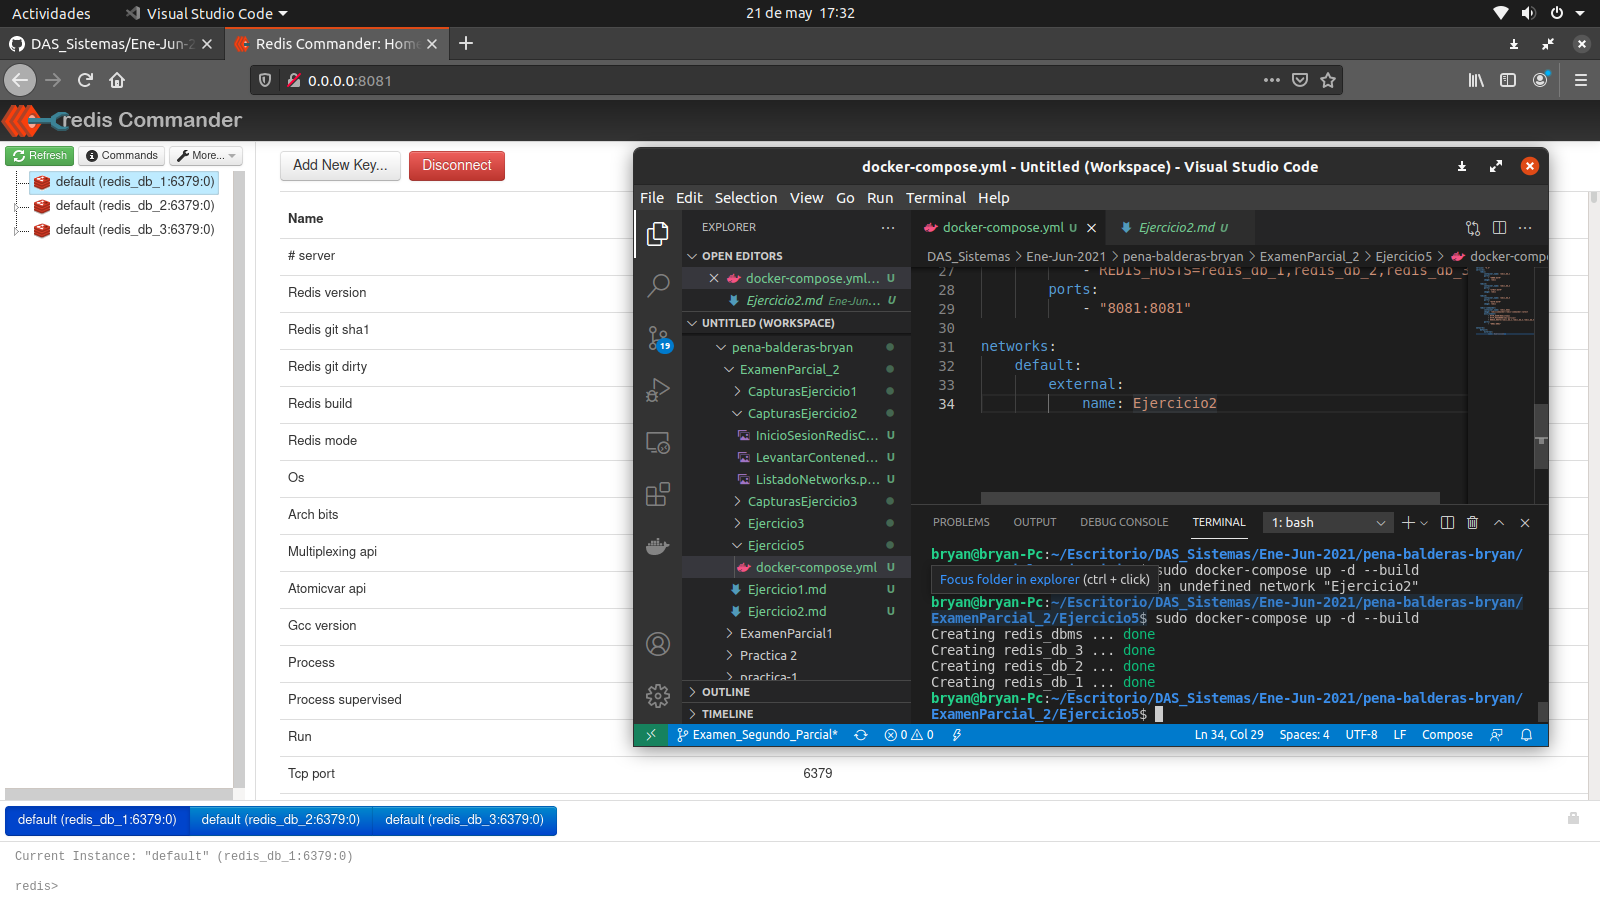 Actividades
Visual Studio Code
21 de may 17:32
DAS_Sistemas/Ene-Jun-2
Redis Commander: Home
0.0.0.0:8081
redis Commander
Refresh
Commands
More...
default (redis_db_1:6379:0)
default (redis_db_2:6379:0)
default (redis_db_3:6379:0)
Add New Key...
Disconnect
Name
# server
Redis version
Redis git sha1
Redis git dirty
Redis build
Redis mode
Os
Arch bits
Multiplexing api
Atomicvar api
Gcc version
Process
Process supervised
Run
Tcp port 6379
docker-compose.yml - Untitled (Workspace) - Visual Studio Code
File Edit Selection View Go Run Terminal Help
EXPLORER
OPEN EDITORS
docker-compose.yml... U
Ejercicio2.md Ene-Jun... U
UNTITLED (WORKSPACE)
pena-balderas-bryan
ExamenParcial_2
CapturasEjercicio1
CapturasEjercicio2
InicioSesionRedisC... U
LevantarContened... U
ListadoNetworks.p... U
CapturasEjercicio3
Ejercicio3
Ejercicio5
docker-compose.yml U
Ejercicio1.md U
Ejercicio2.md U
ExamenParcial1
Practica 2
practica-1
OUTLINE
TIMELINE
19
docker-compose.yml U
Ejercicio2.md U
DAS_Sistemas > Ene-Jun-2021 > pena-balderas-bryan > ExamenParcial_2 > Ejercicio5 > docker-compo
27 - REDIS_HOSTS=redis_db_1,redis_db_2,redis_db_3
28 ports:
29 - "8081:8081"
30
31 networks:
32 default:
33 external:
34 name: Ejercicio2
PROBLEMS OUTPUT DEBUG CONSOLE TERMINAL 1: bash
bryan@bryan-Pc:~/Escritorio/DAS_Sistemas/Ene-Jun-2021/pena-balderas-bryan/
sudo docker-compose up -d --build
Focus folder in explorer (ctrl + click)
an undefined network "Ejercicio2"
bryan@bryan-Pc:~/Escritorio/DAS_Sistemas/Ene-Jun-2021/pena-balderas-bryan/
ExamenParcial_2/Ejercicio5$ sudo docker-compose up -d --build
Creating redis_dbms ... done
Creating redis_db_3 ... done
Creating redis_db_2 ... done
Creating redis_db_1 ... done
bryan@bryan-Pc:~/Escritorio/DAS_Sistemas/Ene-Jun-2021/pena-balderas-bryan/
ExamenParcial_2/Ejercicio5$
Examen_Segundo_Parcial* 0 0 Ln 34, Col 29 Spaces: 4 UTF-8 LF Compose
default (redis_db_1:6379:0) default (redis_db_2:6379:0) default (redis_db_3:6379:0)
Current Instance: "default" (redis_db_1:6379:0)
redis>